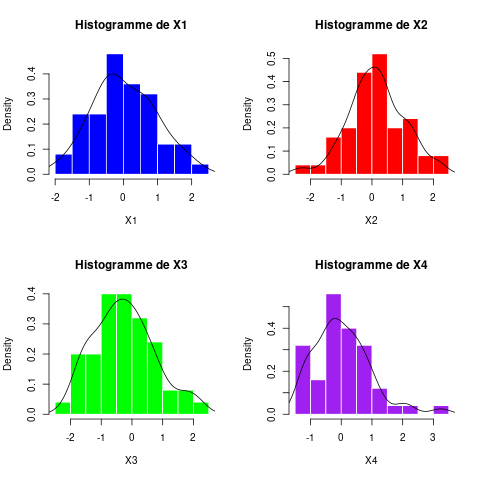 Histogramme de X1
Density
0.0 0.1 0.2 0.3 0.4
-2 -1 0 1 2
X1
Histogramme de X2
Density
0.0 0.1 0.2 0.3 0.4 0.5
-2 -1 0 1 2
X2
Histogramme de X3
Density
0.0 0.1 0.2 0.3 0.4
-2 -1 0 1 2
X3
Histogramme de X4
Density
0.0 0.2 0.4
-1 0 1 2 3
X4